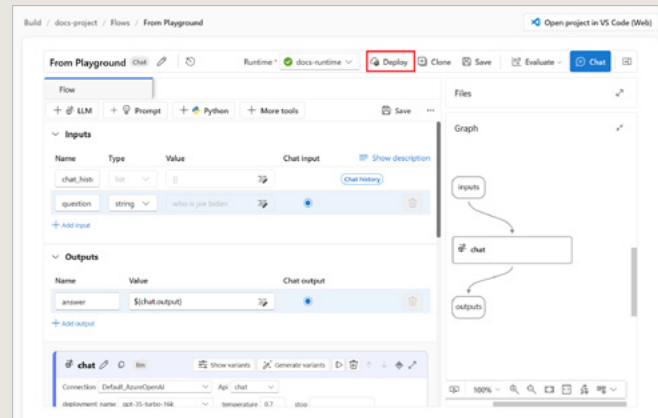 Build / docs-project / Flows / From Playground
Open project in VS Code (Web)
From Playground Chat
Runtime* docs-runtime
Deploy Clone Save Evaluate Chat
Flow
+ LLM + Prompt + Python + More tools Save ...
Inputs
Name Type Value Chat input Show description
chat_histo list [] Chat history
question string who is joe biden
+ Add input
Outputs
Name Value Chat output
answer ${chat.output}
+ Add output
chat llm Show variants Generate variants
Connection Default_AzureOpenAI Api chat
deployment_name gpt-35-turbo-16k temperature 0.7 stop
Files
Graph
inputs
chat
outputs
100%